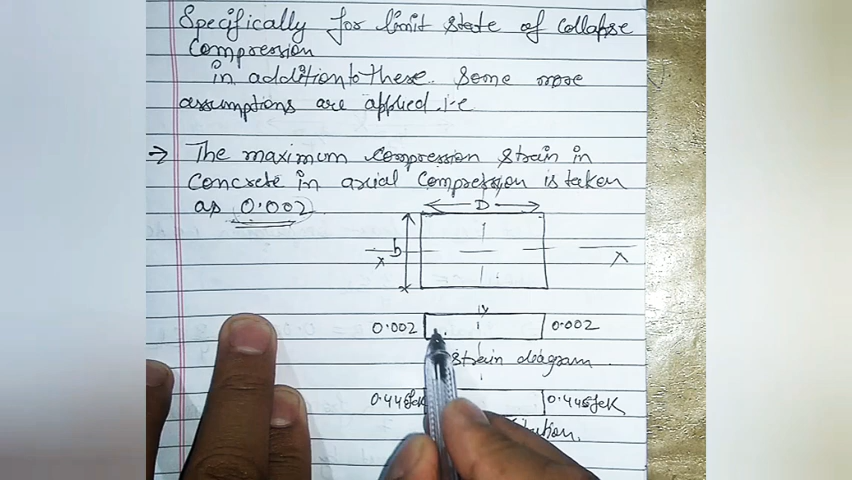 Specifically for limit state of collapse
compression
in addition to these some more
assumptions are applied.i-e
→ The maximum compression strain in
concrete in axial compression is taken
as 0.002
D
b
x
x
y
0.002 0.002
strain diagram
0.446fck 0.446fck